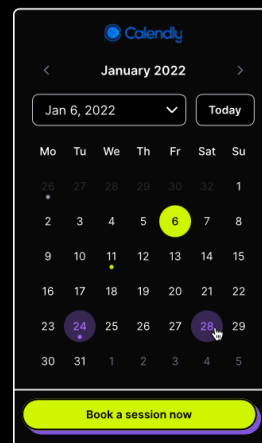 Calendly
January 2022
Jan 6, 2022 Today
Mo Tu We Th Fr Sat Su
26 27 28 29 30 32 1
2 3 4 5 6 7 8
9 10 11 12 13 14 15
16 17 18 19 20 21 22
23 24 25 26 27 28 29
30 31 1 2 3 4 5
Book a session now